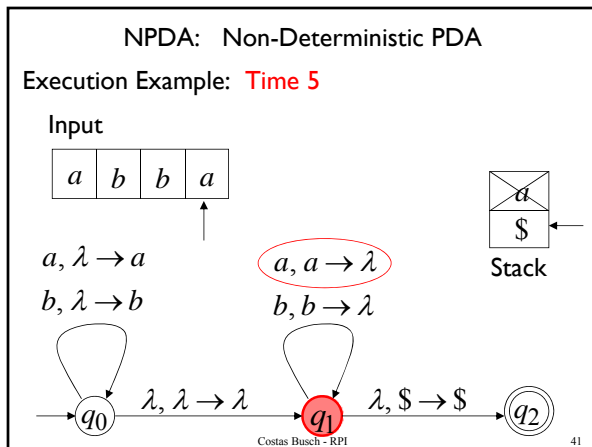 NPDA: Non-Deterministic PDA
Execution Example: Time 5
Input
a b b a
a
$
Stack
a, λ → a
b, λ → b
a, a → λ
b, b → λ
q₀ λ, λ → λ q₁ λ, $ → $ q₂
Costas Busch - RPI 41